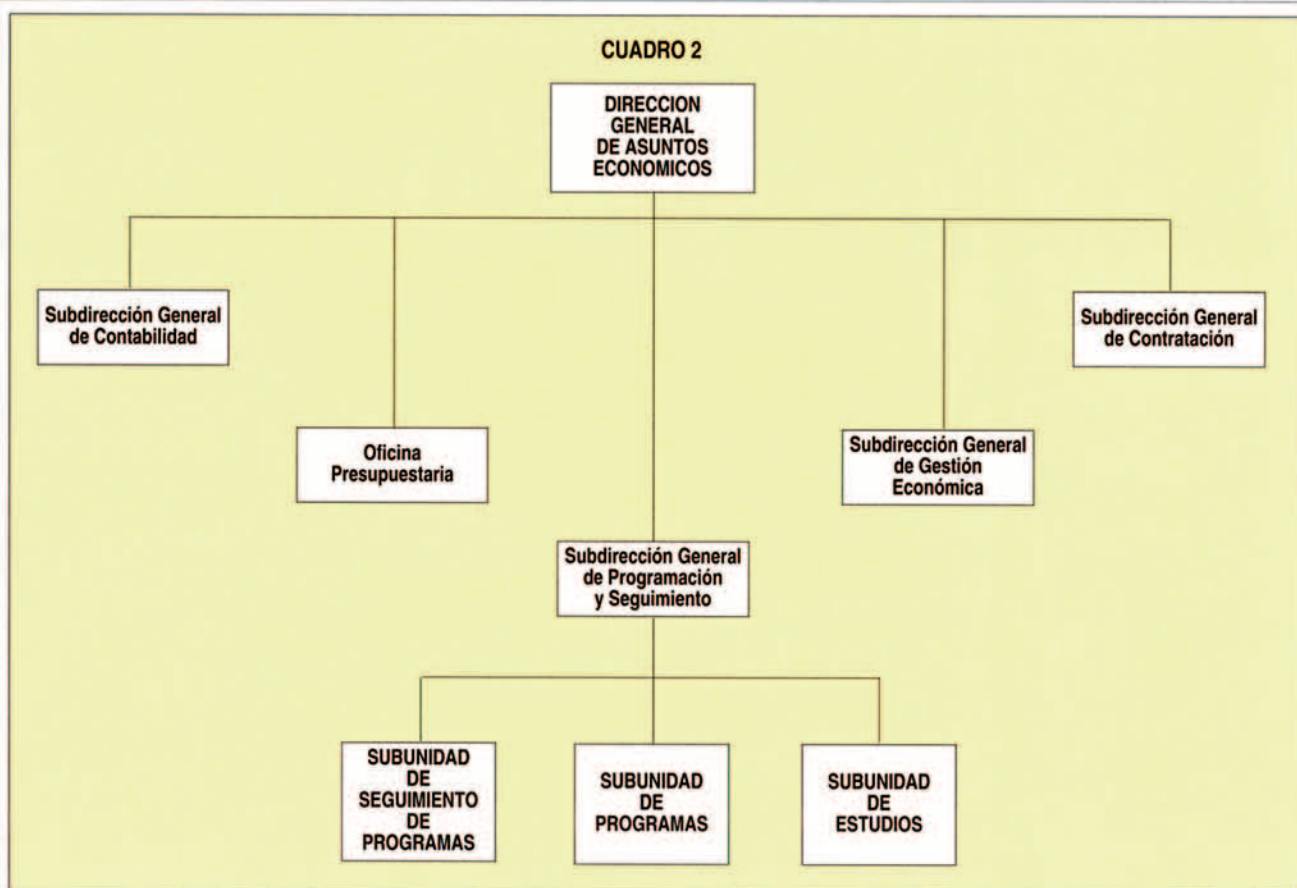 CUADRO 2
DIRECCION
GENERAL
DE ASUNTOS
ECONOMICOS
Subdirección General
de Contabilidad
Subdirección General
de Contratación
Oficina
Presupuestaria
Subdirección General
de Gestión
Económica
Subdirección General
de Programación
y Seguimiento
SUBUNIDAD
DE
SEGUIMIENTO
DE
PROGRAMAS
SUBUNIDAD
DE
PROGRAMAS
SUBUNIDAD
DE
ESTUDIOS